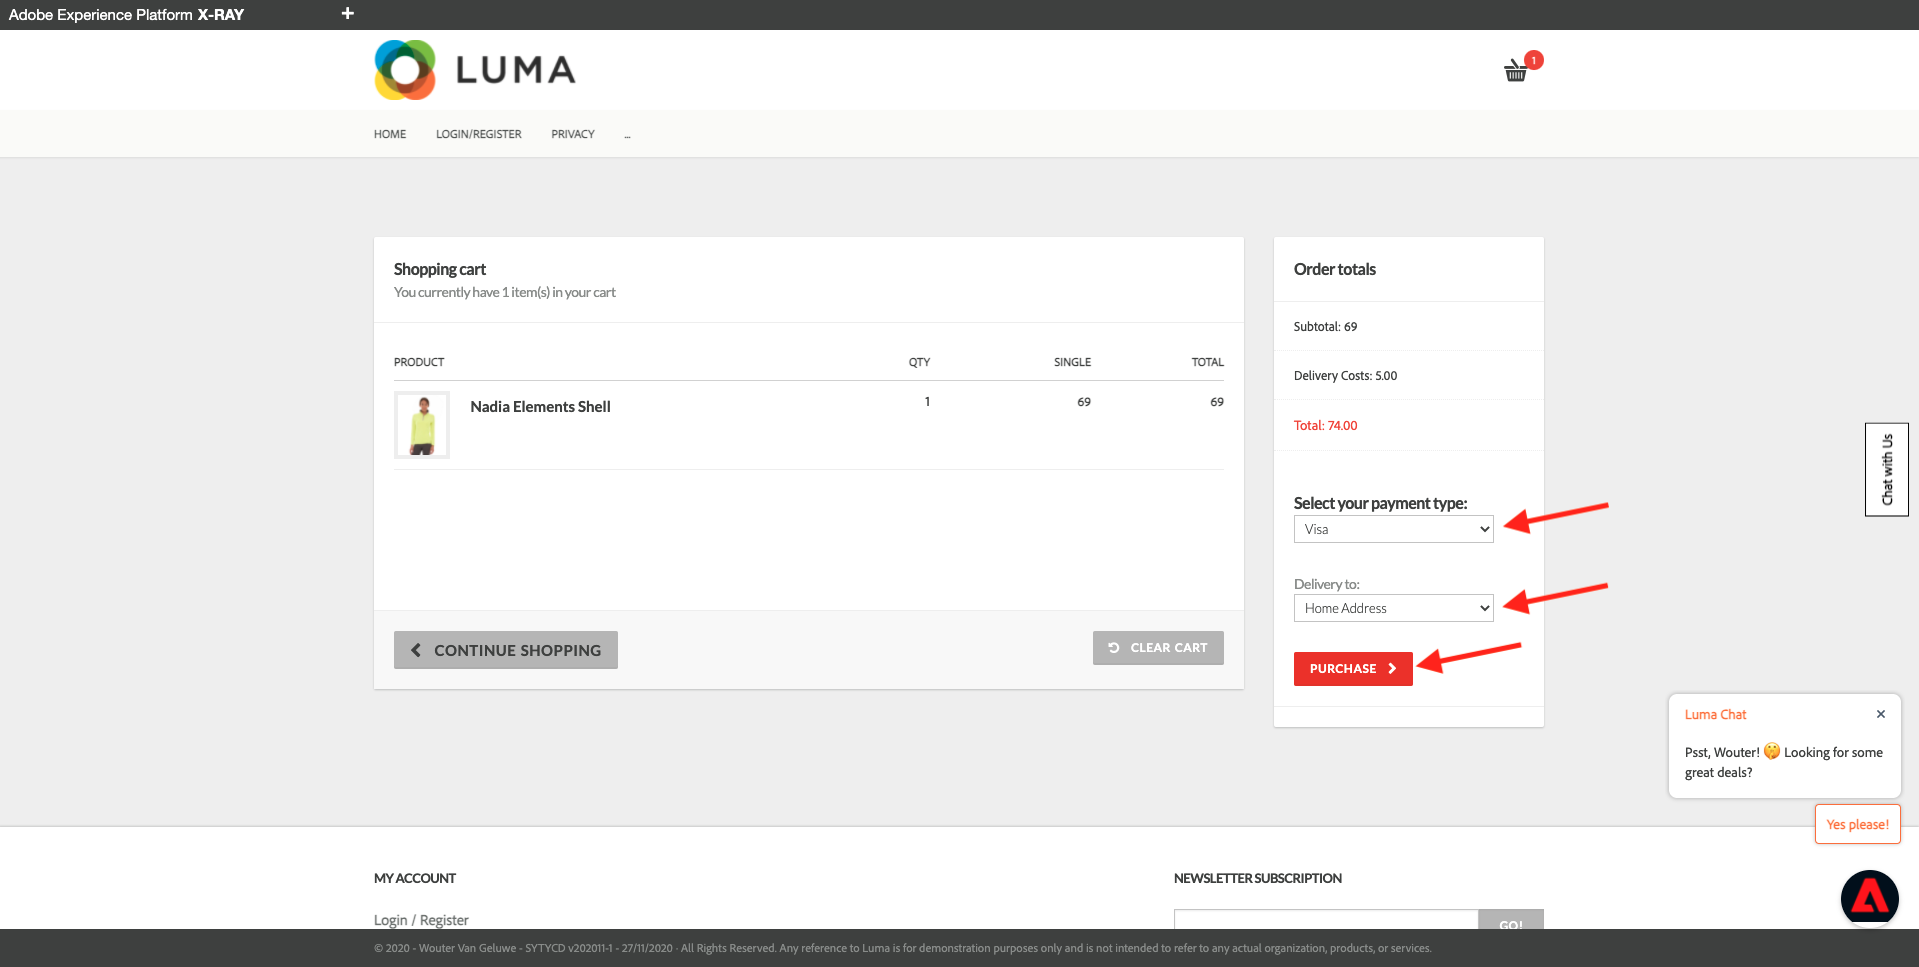 Adobe Experience Platform X-RAY
LUMA
1
HOME LOGIN/REGISTER PRIVACY ...
Shopping cart
You currently have 1 item(s) in your cart
PRODUCT QTY SINGLE TOTAL
Nadia Elements Shell 1 69 69
CONTINUE SHOPPING
CLEAR CART
Order totals
Subtotal: 69
Delivery Costs: 5.00
Total: 74.00
Select your payment type:
Visa
Delivery to:
Home Address
PURCHASE
Chat with Us
Luma Chat
Psst, Wouter! 🤫 Looking for some
great deals?
Yes please!
MY ACCOUNT
Login / Register
NEWSLETTER SUBSCRIPTION
GO!
© 2020 - Wouter Van Geluwe - SYTYCD v202011-1 - 27/11/2020 · All Rights Reserved. Any reference to Luma is for demonstration purposes only and is not intended to refer to any actual organization, products, or services.